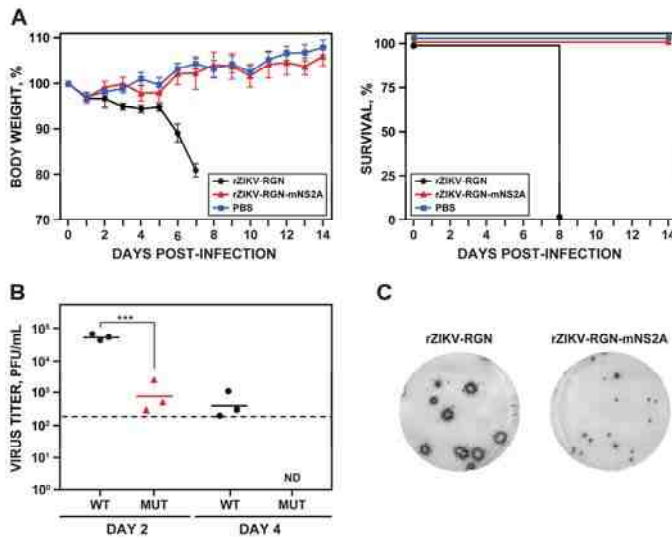 A
BODY WEIGHT, %
110
100
90
80
70
rZIKV-RGN
rZIKV-RGN-mNS2A
PBS
0 2 4 6 8 10 12 14
DAYS POST-INFECTION
SURVIVAL, %
100
75
50
25
0
rZIKV-RGN
rZIKV-RGN-mNS2A
PBS
0 2 4 6 8 10 12 14
DAYS POST-INFECTION
B
VIRUS TITER, PFU/mL
10⁵
10⁴
10³
10²
10¹
10⁰
***
ND
WT MUT WT MUT
DAY 2 DAY 4
C
rZIKV-RGN rZIKV-RGN-mNS2A